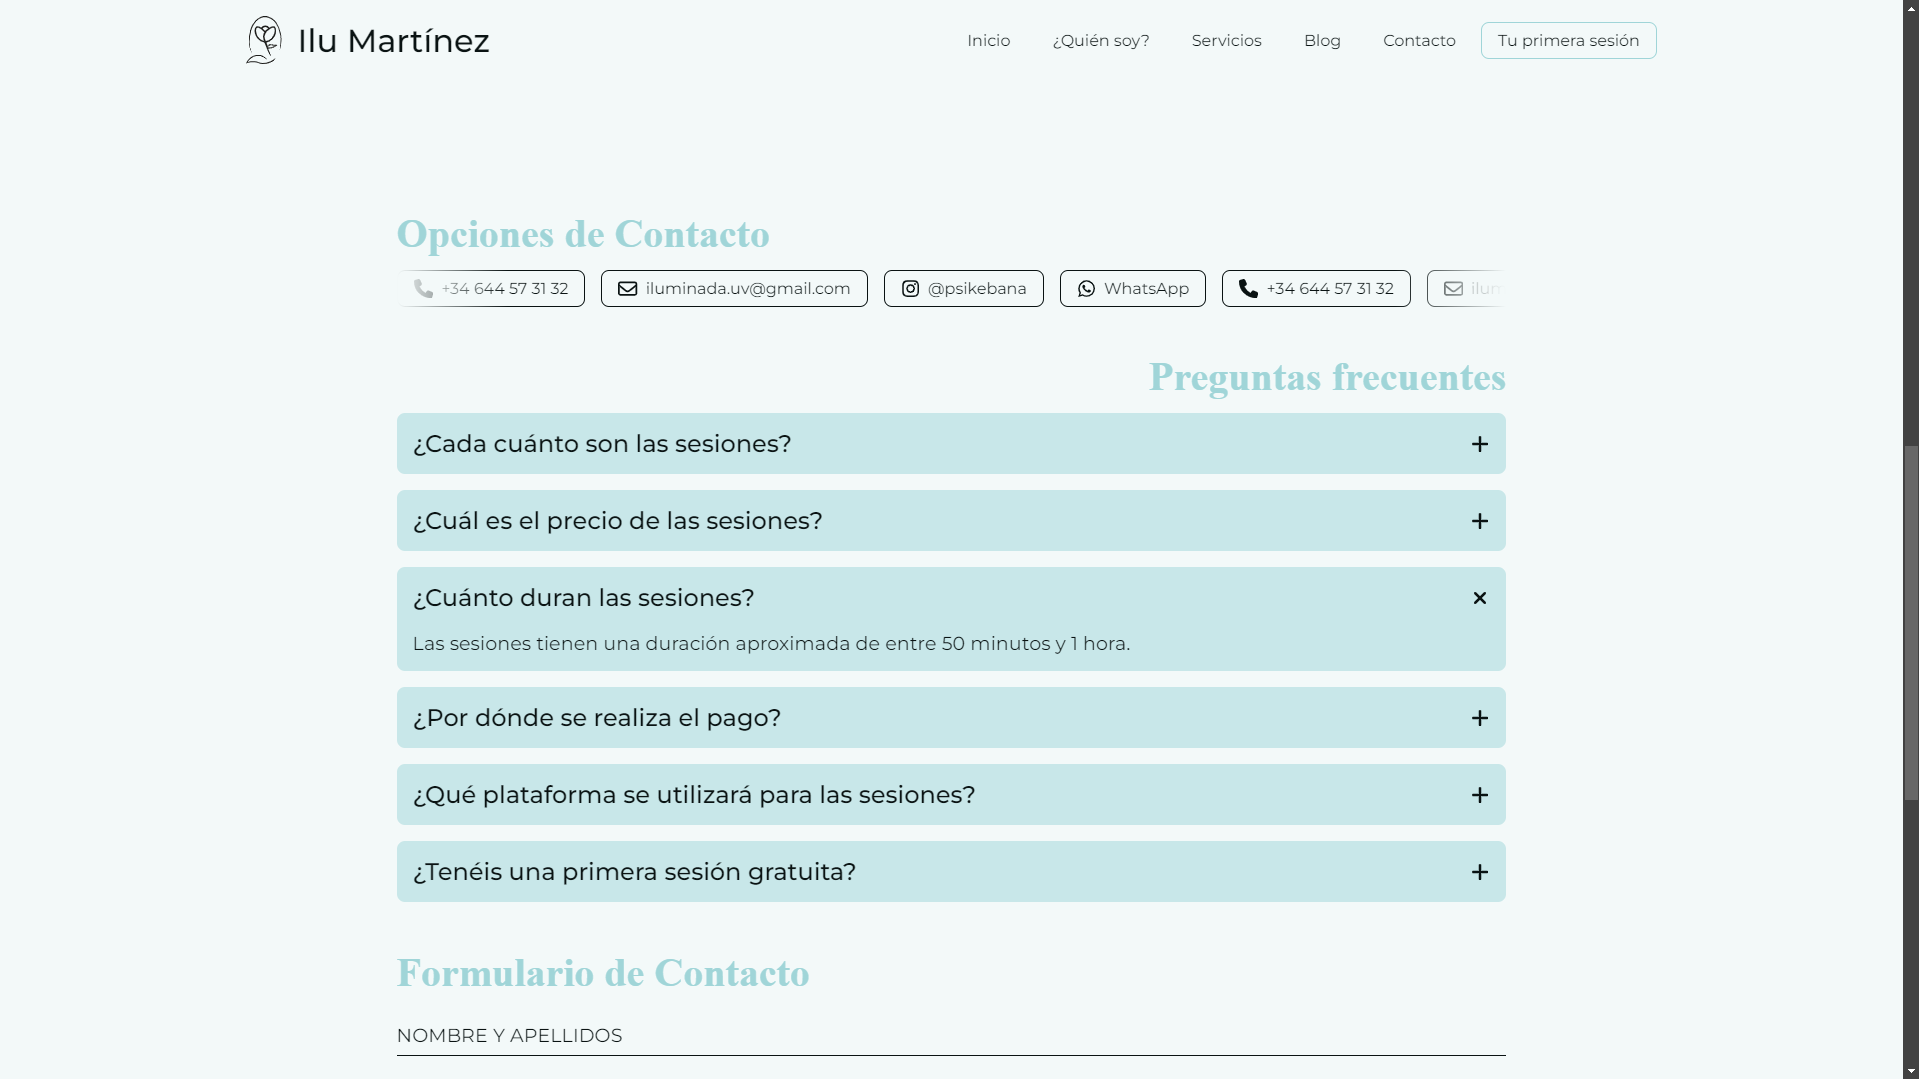 Ilu Martínez
Inicio ¿Quién soy? Servicios Blog Contacto Tu primera sesión
Opciones de Contacto
+34 644 57 31 32 iluminada.uv@gmail.com @psikebana WhatsApp +34 644 57 31 32
Preguntas frecuentes
¿Cada cuánto son las sesiones?
¿Cuál es el precio de las sesiones?
¿Cuánto duran las sesiones?
Las sesiones tienen una duración aproximada de entre 50 minutos y 1 hora.
¿Por dónde se realiza el pago?
¿Qué plataforma se utilizará para las sesiones?
¿Tenéis una primera sesión gratuita?
Formulario de Contacto
NOMBRE Y APELLIDOS